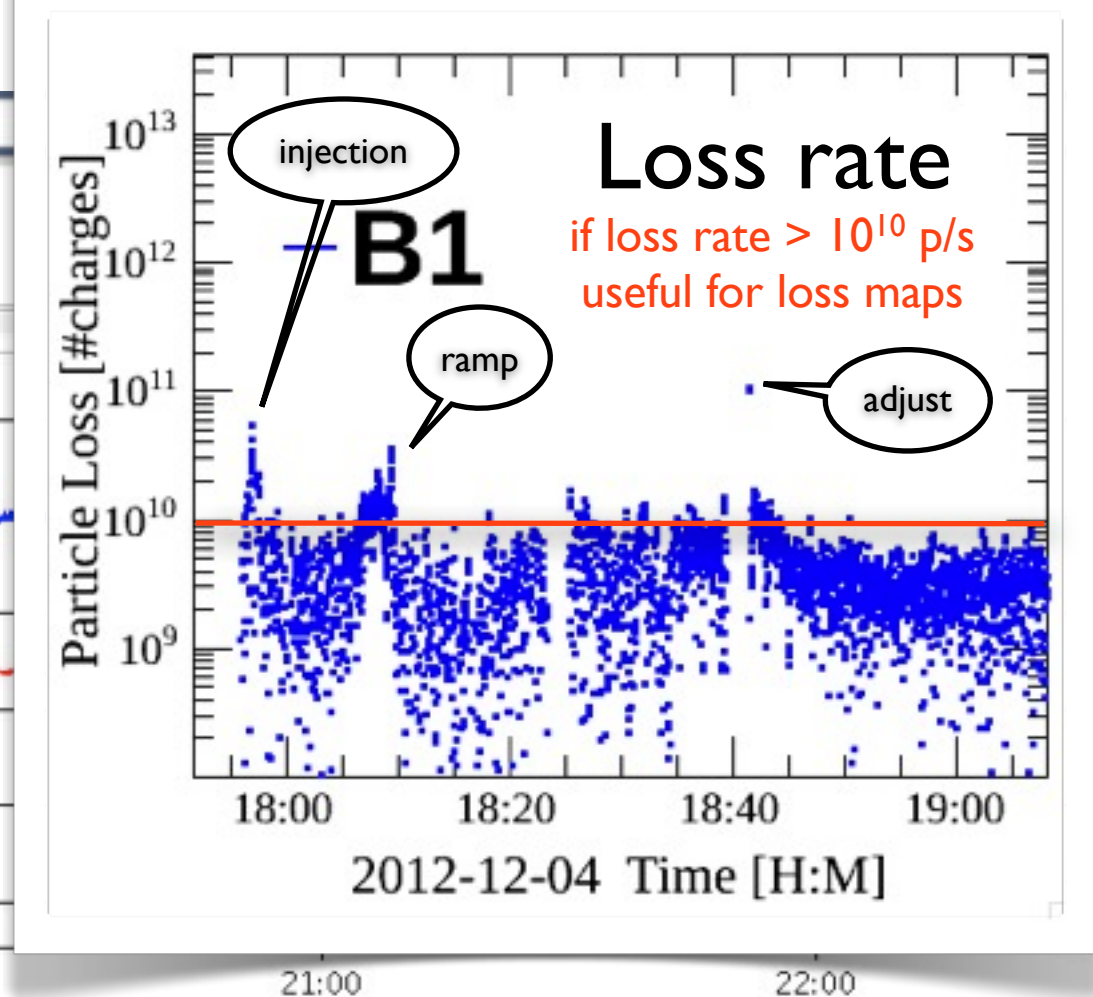 Loss rate
if loss rate > 10¹⁰ p/s
useful for loss maps
injection
B1
ramp
adjust
Particle Loss [#charges]
10¹³
10¹²
10¹¹
10¹⁰
10⁹
18:00 18:20 18:40 19:00
2012-12-04 Time [H:M]
21:00 22:00